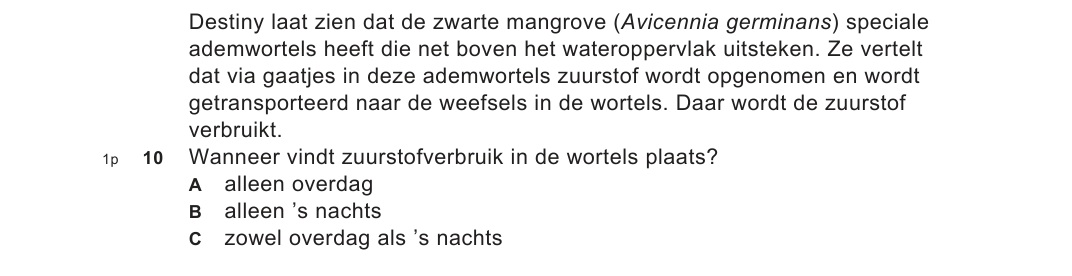 Destiny laat zien dat de zwarte mangrove (Avicennia germinans) speciale
ademwortels heeft die net boven het wateroppervlak uitsteken. Ze vertelt
dat via gaatjes in deze ademwortels zuurstof wordt opgenomen en wordt
getransporteerd naar de weefsels in de wortels. Daar wordt de zuurstof
verbruikt.
1p 10 Wanneer vindt zuurstofverbruik in de wortels plaats?
A alleen overdag
B alleen ’s nachts
C zowel overdag als ’s nachts